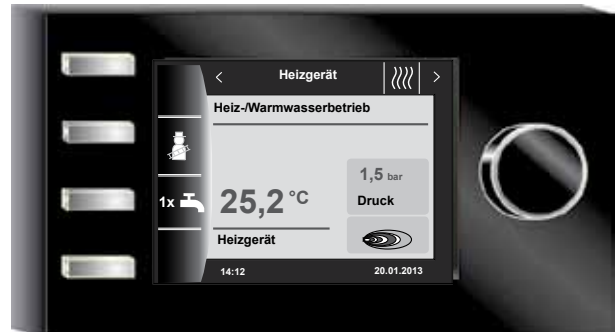 < Heizgerät >
Heiz-/Warmwasserbetrieb
1,5 bar
1x 25,2 °C Druck
Heizgerät
14:12 20.01.2013